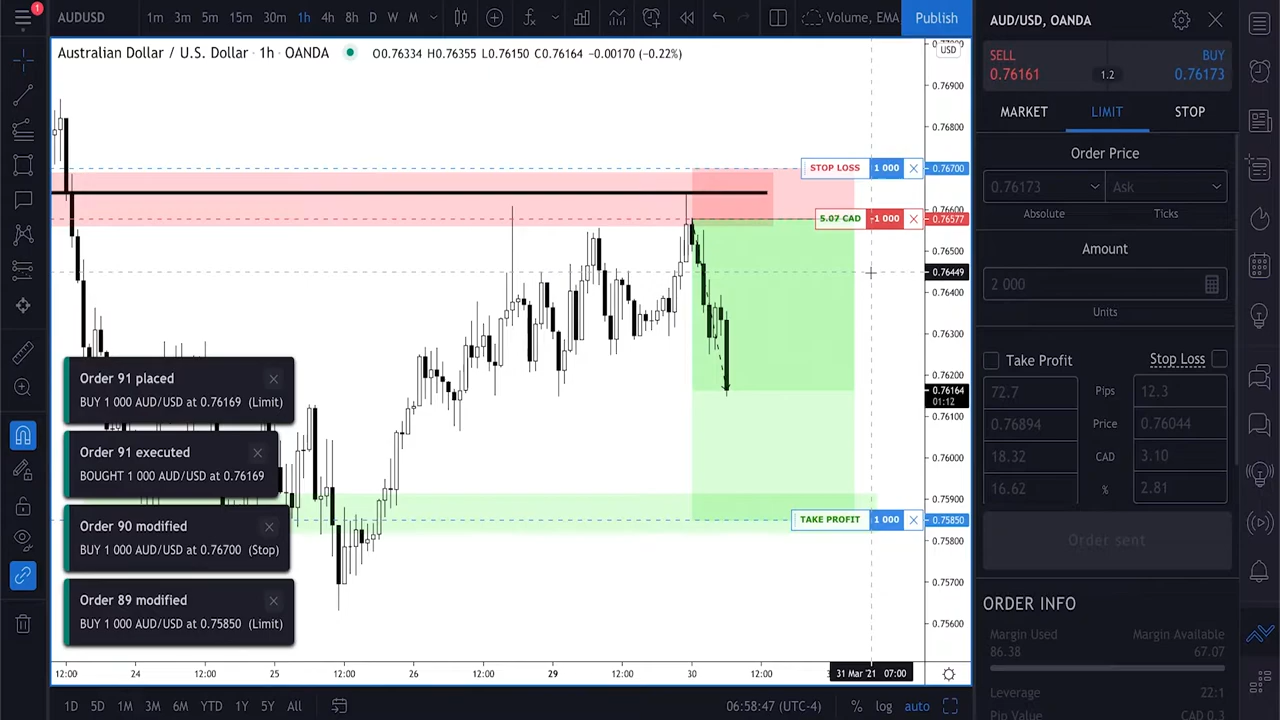 1
AUDUSD
1m 3m 5m 15m 30m 1h 4h 8h D W M
Volume, EMA
Publish
AUD/USD, OANDA
Australian Dollar / U.S. Dollar · 1h · OANDA
O0.76334 H0.76355 L0.76150 C0.76164 −0.00170 (−0.22%)
USD
SELL
0.76161
1.2
BUY
0.76173
MARKET
LIMIT
STOP
Order Price
0.76173
Ask
Absolute
Ticks
Amount
2 000
Units
Take Profit
Stop Loss
72.7 Pips 12.3
0.76894 Price 0.76044
18.32 CAD 3.10
16.62 % 2.81
Order sent
ORDER INFO
Margin Used
Margin Available
86.38
67.07
Leverage
22:1
Pip Value
CAD 0.3
0.76900
0.76800
STOP LOSS 1 000
0.76700
0.76600
5.07 CAD -1 000
0.76577
0.76500
0.76449
0.76400
0.76300
0.76200
0.76164
01:12
0.76100
0.76000
0.75900
TAKE PROFIT 1 000
0.75850
0.75800
0.75700
0.75600
Order 91 placed
BUY 1 000 AUD/USD at 0.76169 (Limit)
Order 91 executed
BOUGHT 1 000 AUD/USD at 0.76169
Order 90 modified
BUY 1 000 AUD/USD at 0.76700 (Stop)
Order 89 modified
BUY 1 000 AUD/USD at 0.75850 (Limit)
12:00 24 12:00 25 12:00 26 12:00 29 12:00 30 12:00
31 Mar '21 07:00
1D 5D 1M 3M 6M YTD 1Y 5Y All
06:58:47 (UTC-4)
% log auto